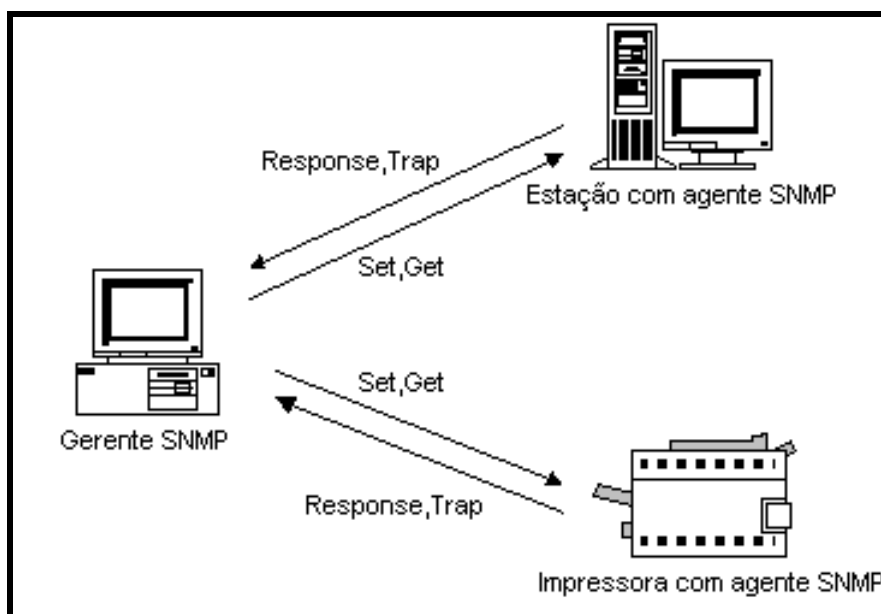 Response,Trap
Estação com agente SNMP
Set,Get
Gerente SNMP
Set,Get
Response,Trap
Impressora com agente SNMP